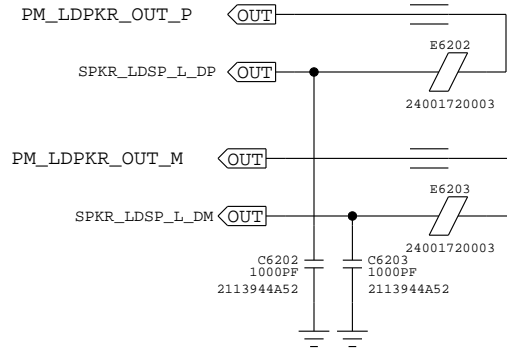 PM_LDPKR_OUT_P OUT
E6202
SPKR_LDSP_L_DP OUT
24001720003
PM_LDPKR_OUT_M OUT
E6203
SPKR_LDSP_L_DM OUT
24001720003
C6202 C6203
1000PF 1000PF
2113944A52 2113944A52